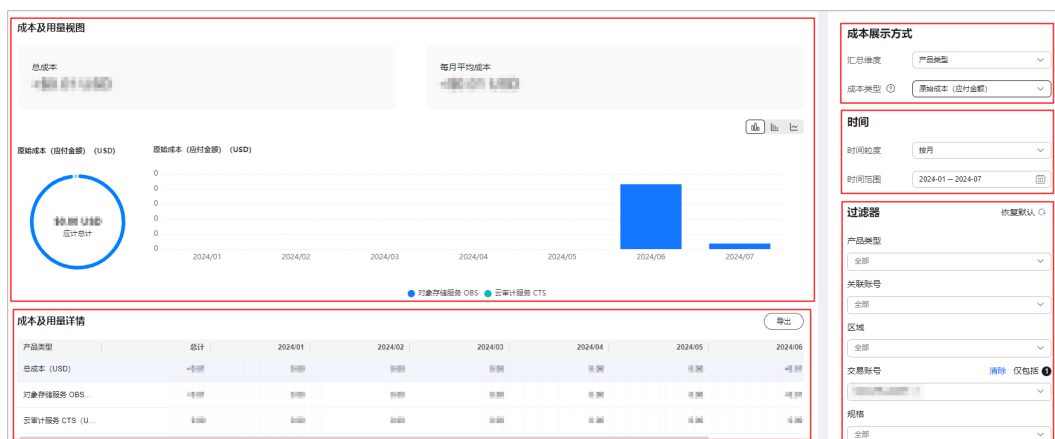 成本及用量视图
总成本
每月平均成本
原始成本（应付金额）（USD）
原始成本（应付金额）（USD）
应计总计
0
0
0
0
0
0
2024/01 2024/02 2024/03 2024/04 2024/05 2024/06 2024/07
对象存储服务 OBS 云审计服务 CTS
成本及用量详情
导出
产品类型 总计 2024/01 2024/02 2024/03 2024/04 2024/05 2024/06
总成本（USD）
对象存储服务 OBS...
云审计服务 CTS（U...
成本展示方式
汇总维度 产品类型
成本类型 ? 原始成本（应付金额）
时间
时间粒度 按月
时间范围 2024-01 – 2024-07
过滤器 恢复默认
产品类型
全部
关联账号
全部
区域
全部
交易账号 清除 仅包括 1
规格
全部